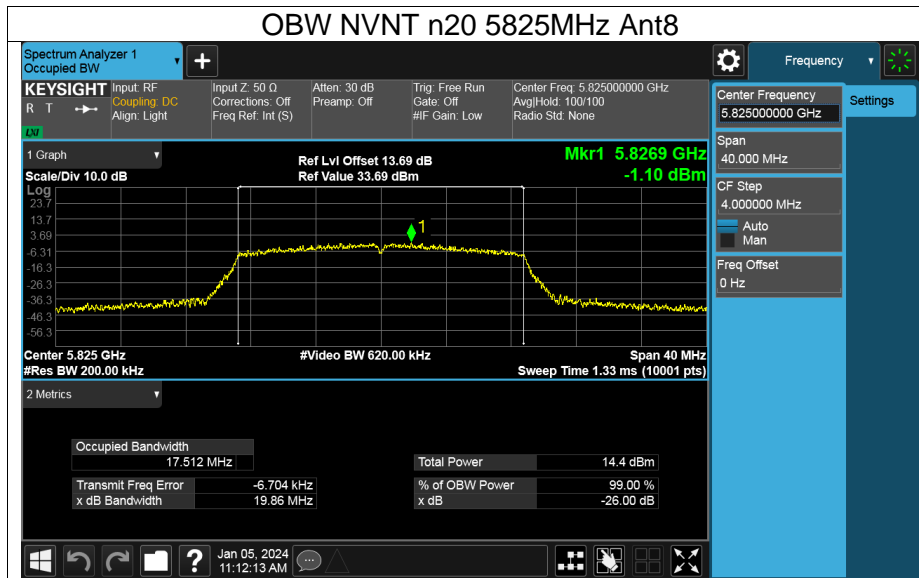 OBW NVNT n20 5825MHz Ant8
Spectrum Analyzer 1
Occupied BW
+
Frequency
KEYSIGHT
R T
LXI
Input: RF
Coupling: DC
Align: Light
Input Z: 50 Ω
Corrections: Off
Freq Ref: Int (S)
Atten: 30 dB
Preamp: Off
Trig: Free Run
Gate: Off
#IF Gain: Low
Center Freq: 5.825000000 GHz
Avg|Hold: 100/100
Radio Std: None
Center Frequency
5.825000000 GHz
Settings
Span
40.000 MHz
CF Step
4.000000 MHz
Auto
Man
Freq Offset
0 Hz
1 Graph
Scale/Div 10.0 dB
Ref Lvl Offset 13.69 dB
Ref Value 33.69 dBm
Mkr1 5.8269 GHz
-1.10 dBm
Log
23.7
13.7
3.69
-6.31
-16.3
-26.3
-36.3
-46.3
-56.3
1
Center 5.825 GHz
#Res BW 200.00 kHz
#Video BW 620.00 kHz
Span 40 MHz
Sweep Time 1.33 ms (10001 pts)
2 Metrics
Occupied Bandwidth
17.512 MHz
Total Power 14.4 dBm
Transmit Freq Error -6.704 kHz
% of OBW Power 99.00 %
x dB Bandwidth 19.86 MHz
x dB -26.00 dB
?
Jan 05, 2024
11:12:13 AM